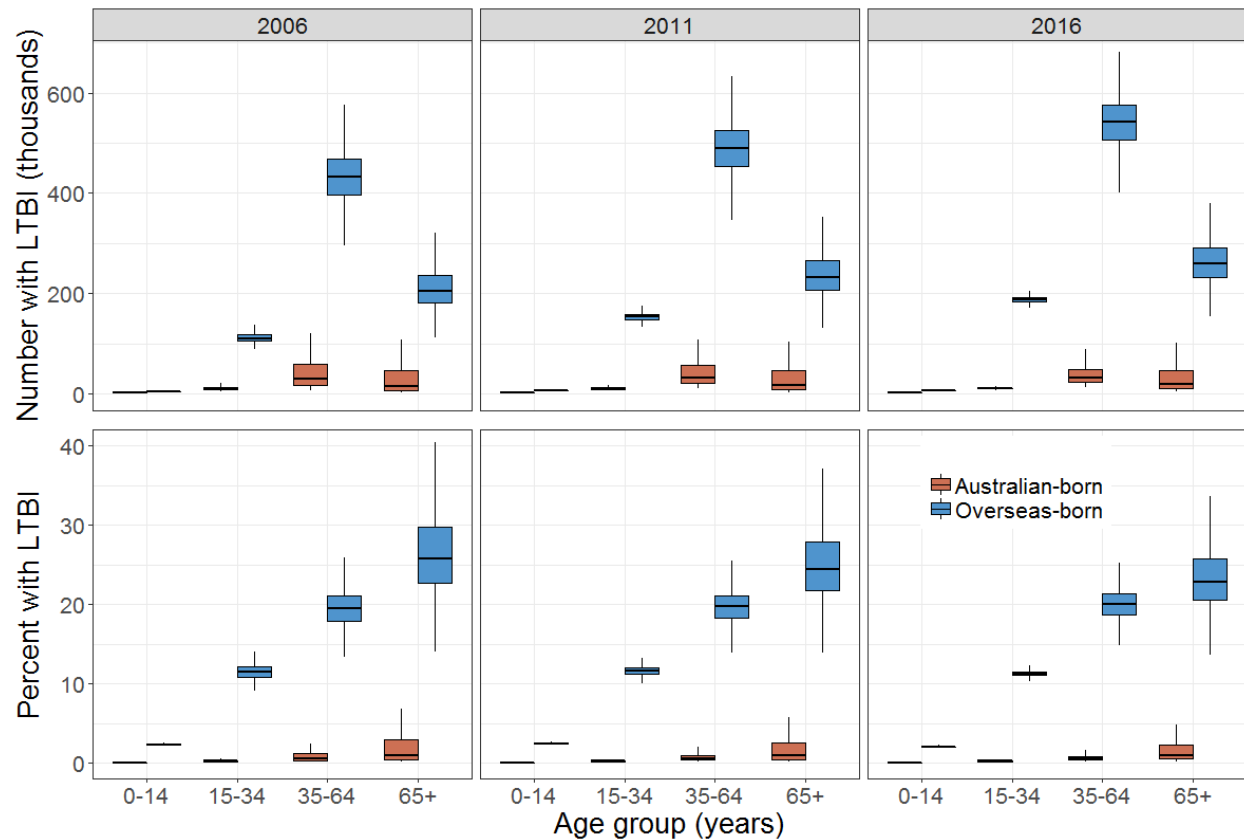 2006 2011 2016
Number with LTBI (thousands)
600
400
200
0
Percent with LTBI
40
30
20
10
0
Australian-born
Overseas-born
0-14 15-34 35-64 65+ 0-14 15-34 35-64 65+ 0-14 15-34 35-64 65+
Age group (years)